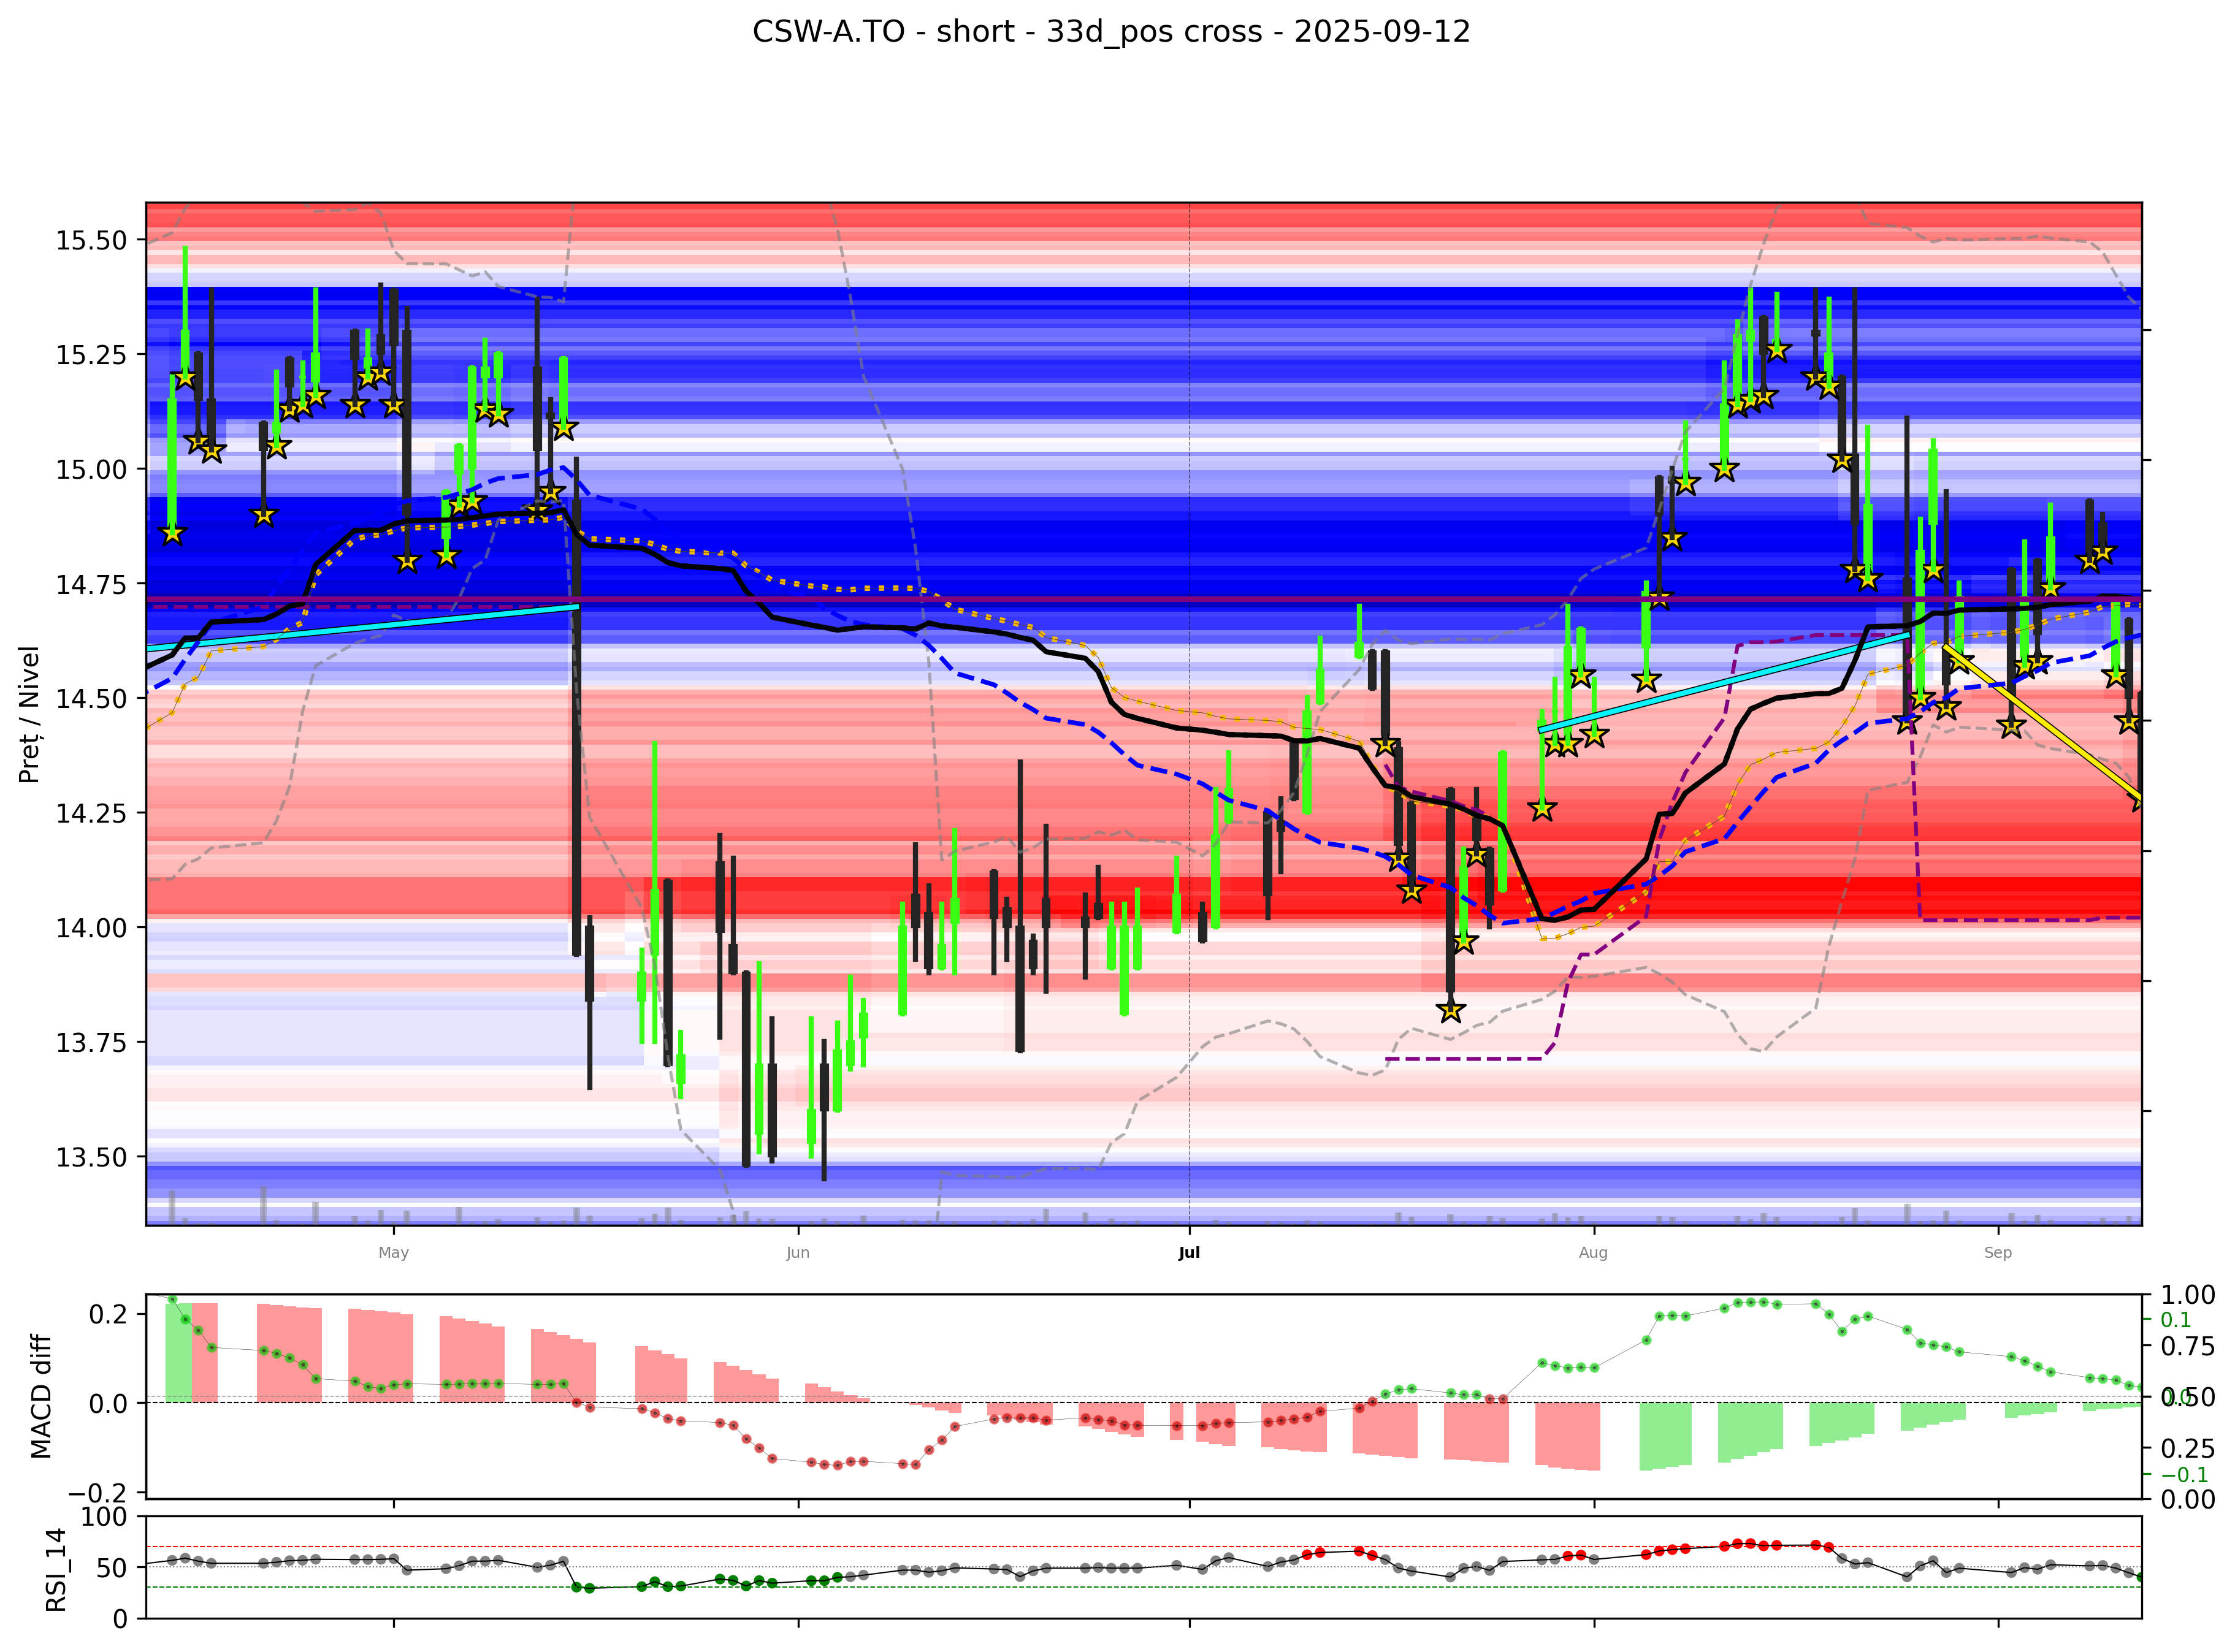 CSW-A.TO - short - 33d_pos cross - 2025-09-12
Preț / Nivel
15.50
15.25
15.00
14.75
14.50
14.25
14.00
13.75
13.50
May
Jun
Jul
Aug
Sep
MACD diff
0.2
0.0
−0.2
1.00
0.75
0.50
0.25
0.00
0.1
−0.1
RSI_14
100
50
0